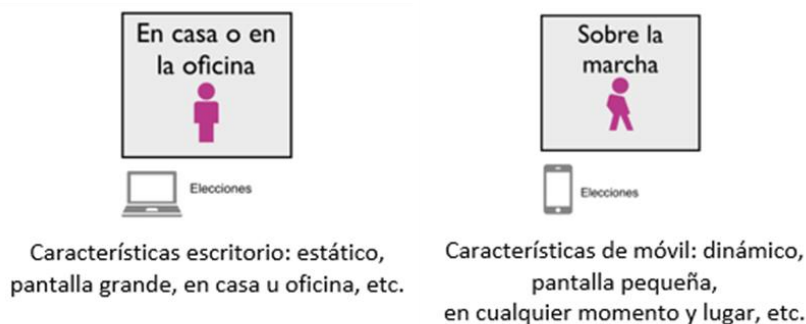 En casa o en
la oficina
Elecciones
Características escritorio: estático,
pantalla grande, en casa u oficina, etc.
Sobre la
marcha
Elecciones
Características de móvil: dinámico,
pantalla pequeña,
en cualquier momento y lugar, etc.